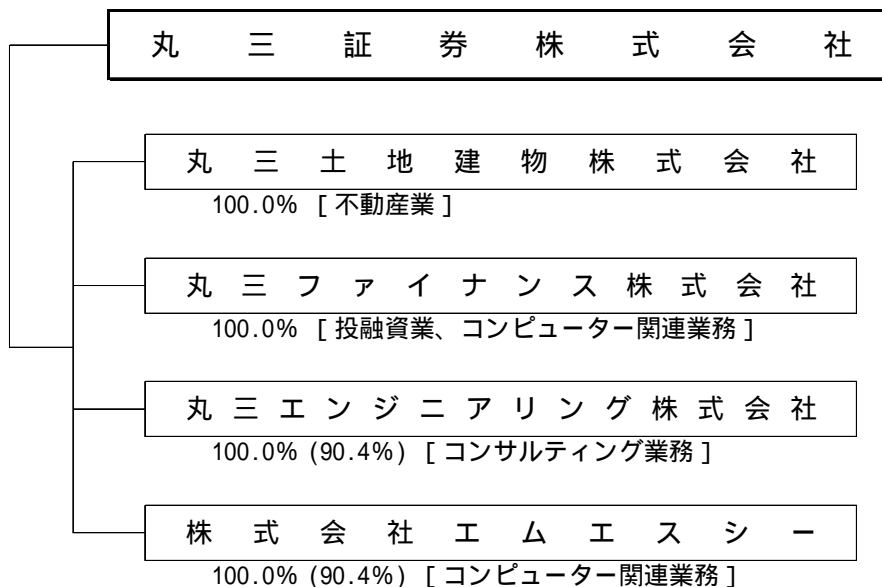 丸三証券株式会社
丸三土地建物株式会社
100.0% [不動産業]
丸三ファイナンス株式会社
100.0% [投融資業、コンピューター関連業務]
丸三エンジニアリング株式会社
100.0% (90.4%) [コンサルティング業務]
株式会社エムエスシー
100.0% (90.4%) [コンピューター関連業務]